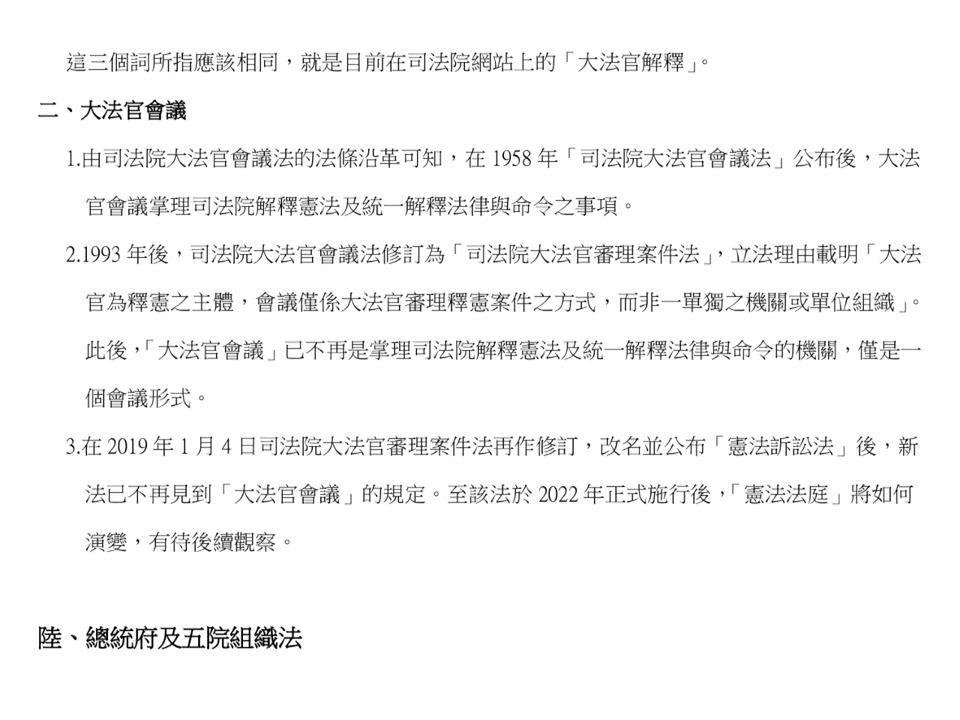 這三個詞所指應該相同，就是目前在司法院網站上的「大法官解釋」。
二、大法官會議
1.由司法院大法官會議法的法條沿革可知，在 1958 年「司法院大法官會議法」公布後，大法
官會議掌理司法院解釋憲法及統一解釋法律與命令之事項。
2.1993 年後，司法院大法官會議法修訂為「司法院大法官審理案件法」，立法理由載明「大法
官為釋憲之主體，會議僅係大法官審理釋憲案件之方式，而非一單獨之機關或單位組織」。
此後，「大法官會議」已不再是掌理司法院解釋憲法及統一解釋法律與命令的機關，僅是一
個會議形式。
3.在 2019 年 1 月 4 日司法院大法官審理案件法再作修訂，改名並公布「憲法訴訟法」後，新
法已不再見到「大法官會議」的規定。至該法於 2022 年正式施行後，「憲法法庭」將如何
演變，有待後續觀察。
陸、總統府及五院組織法